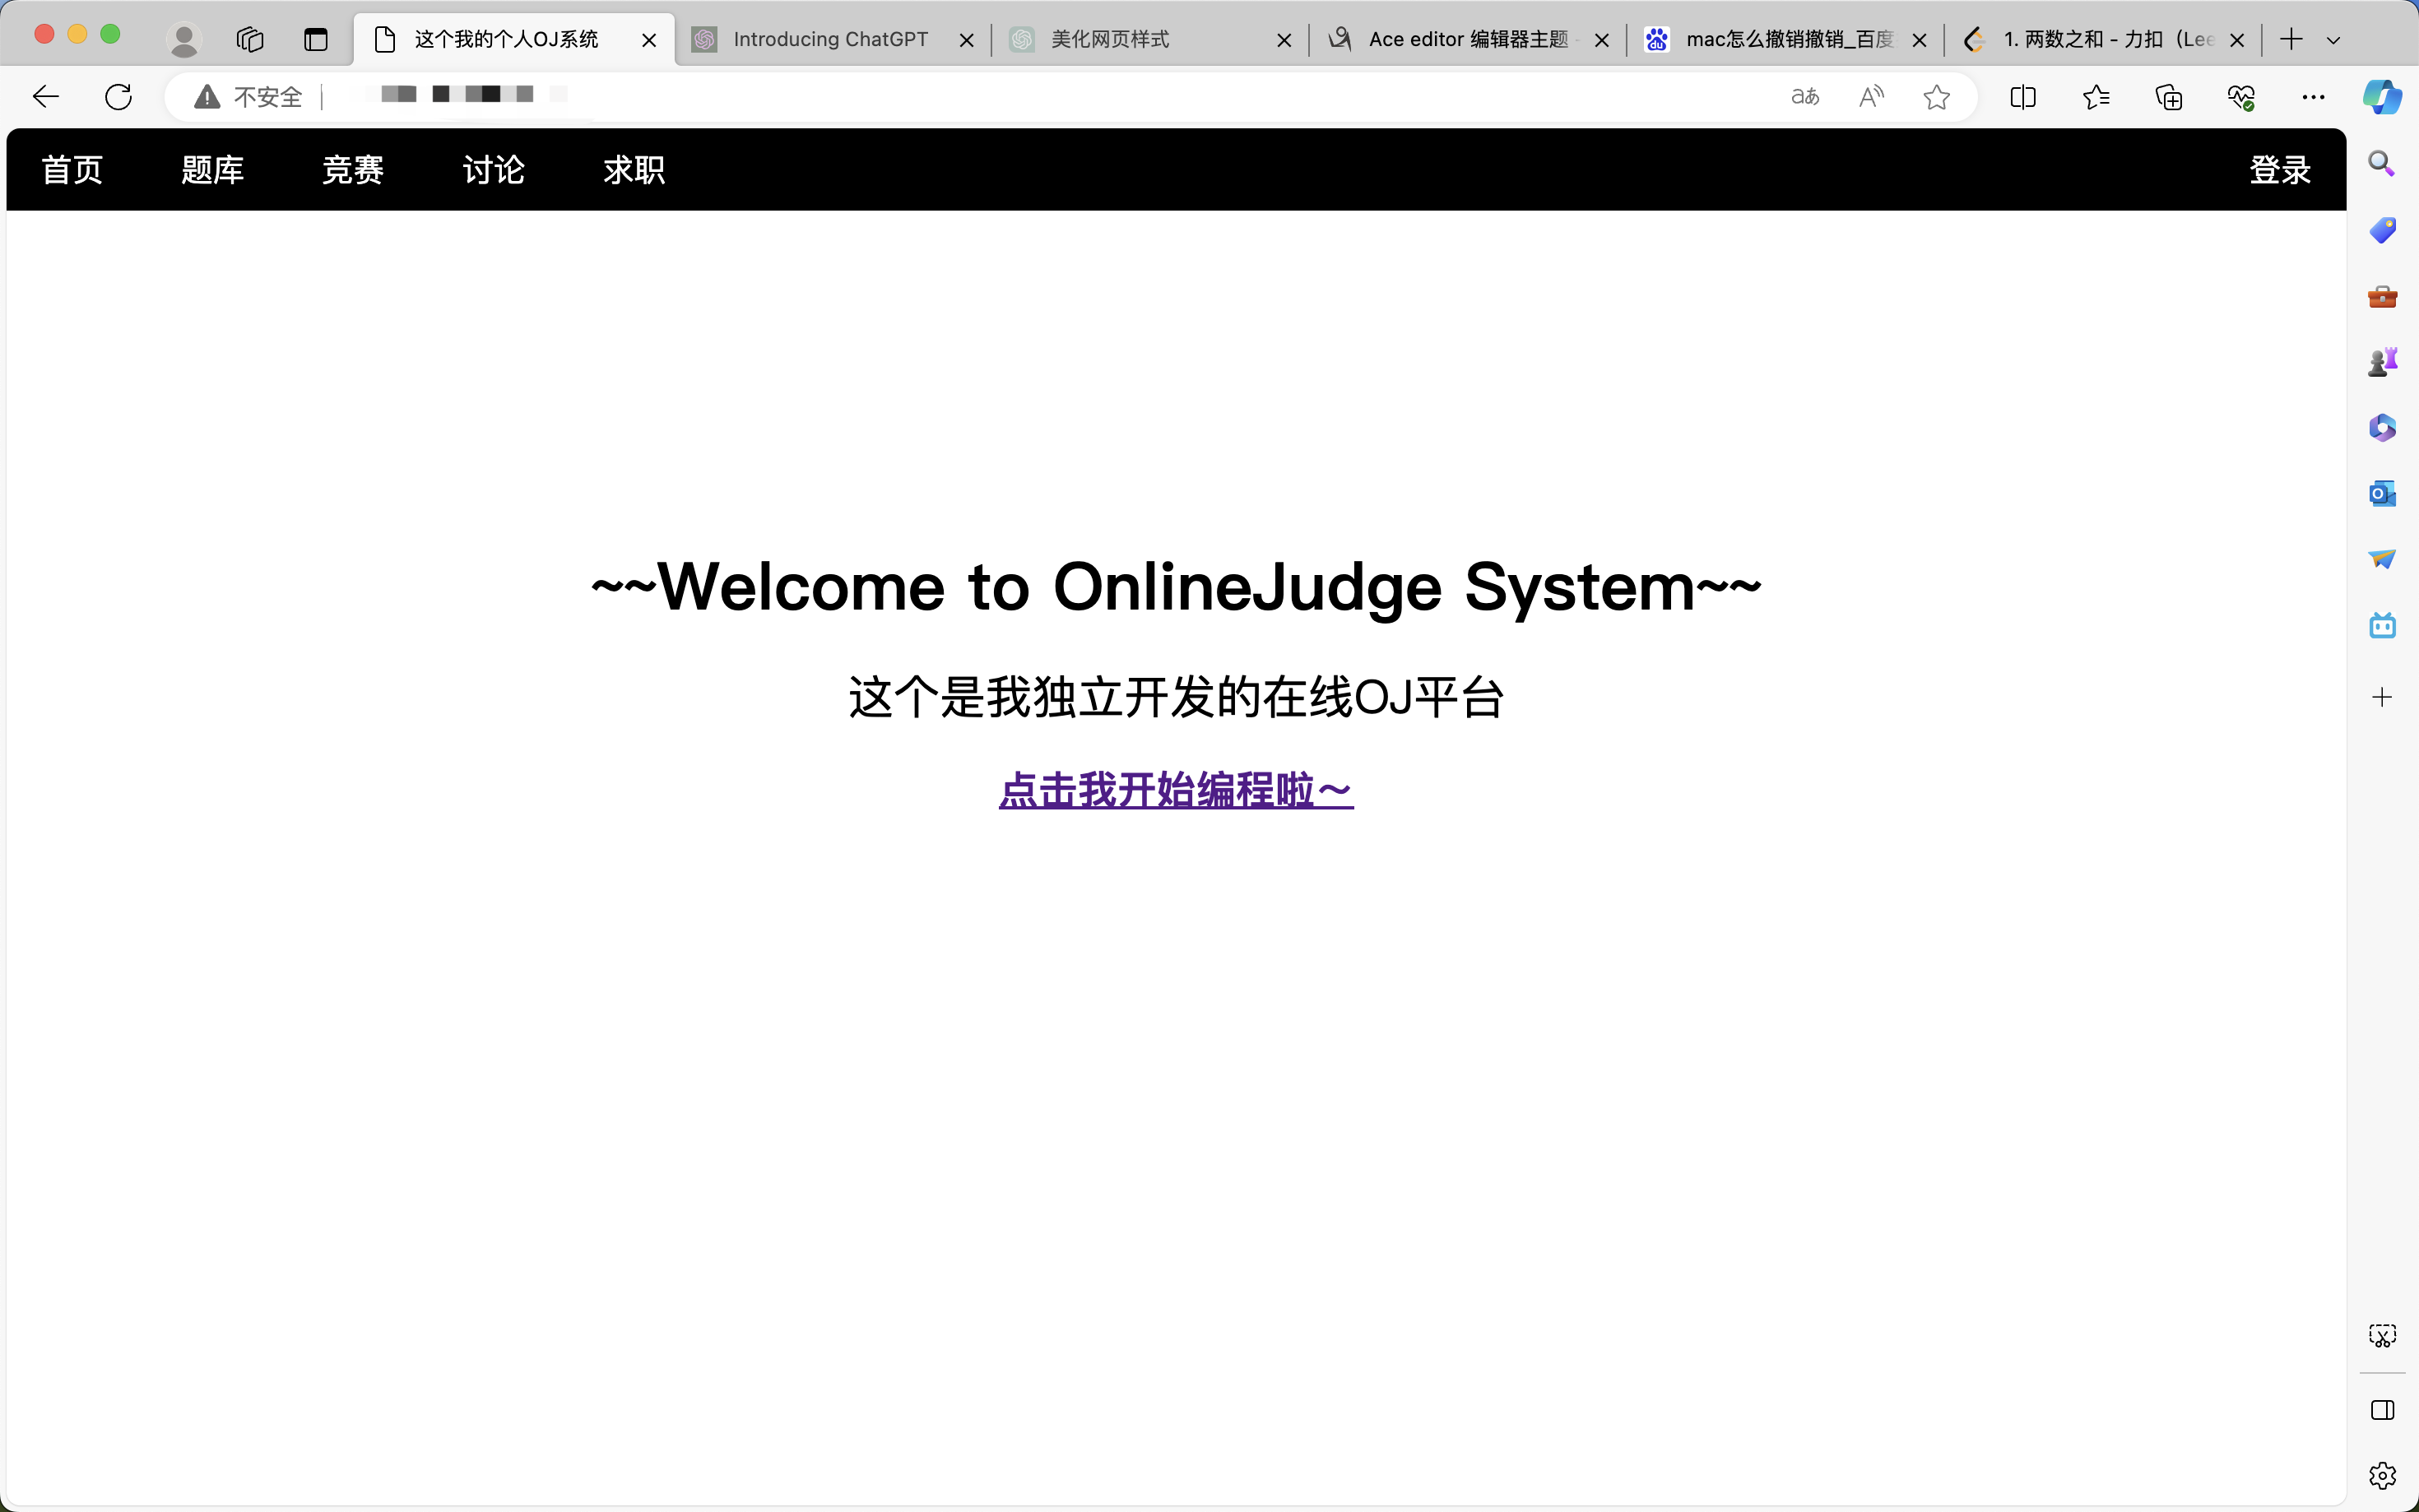 这个我的个人OJ系统
Introducing ChatGPT
美化网页样式
Ace editor 编辑器主题
mac怎么撤销撤销_百度
1. 两数之和 - 力扣（Lee
不安全
aあ
首页 题库 竞赛 讨论 求职 登录
~~Welcome to OnlineJudge System~~
这个是我独立开发的在线OJ平台
点击我开始编程啦～